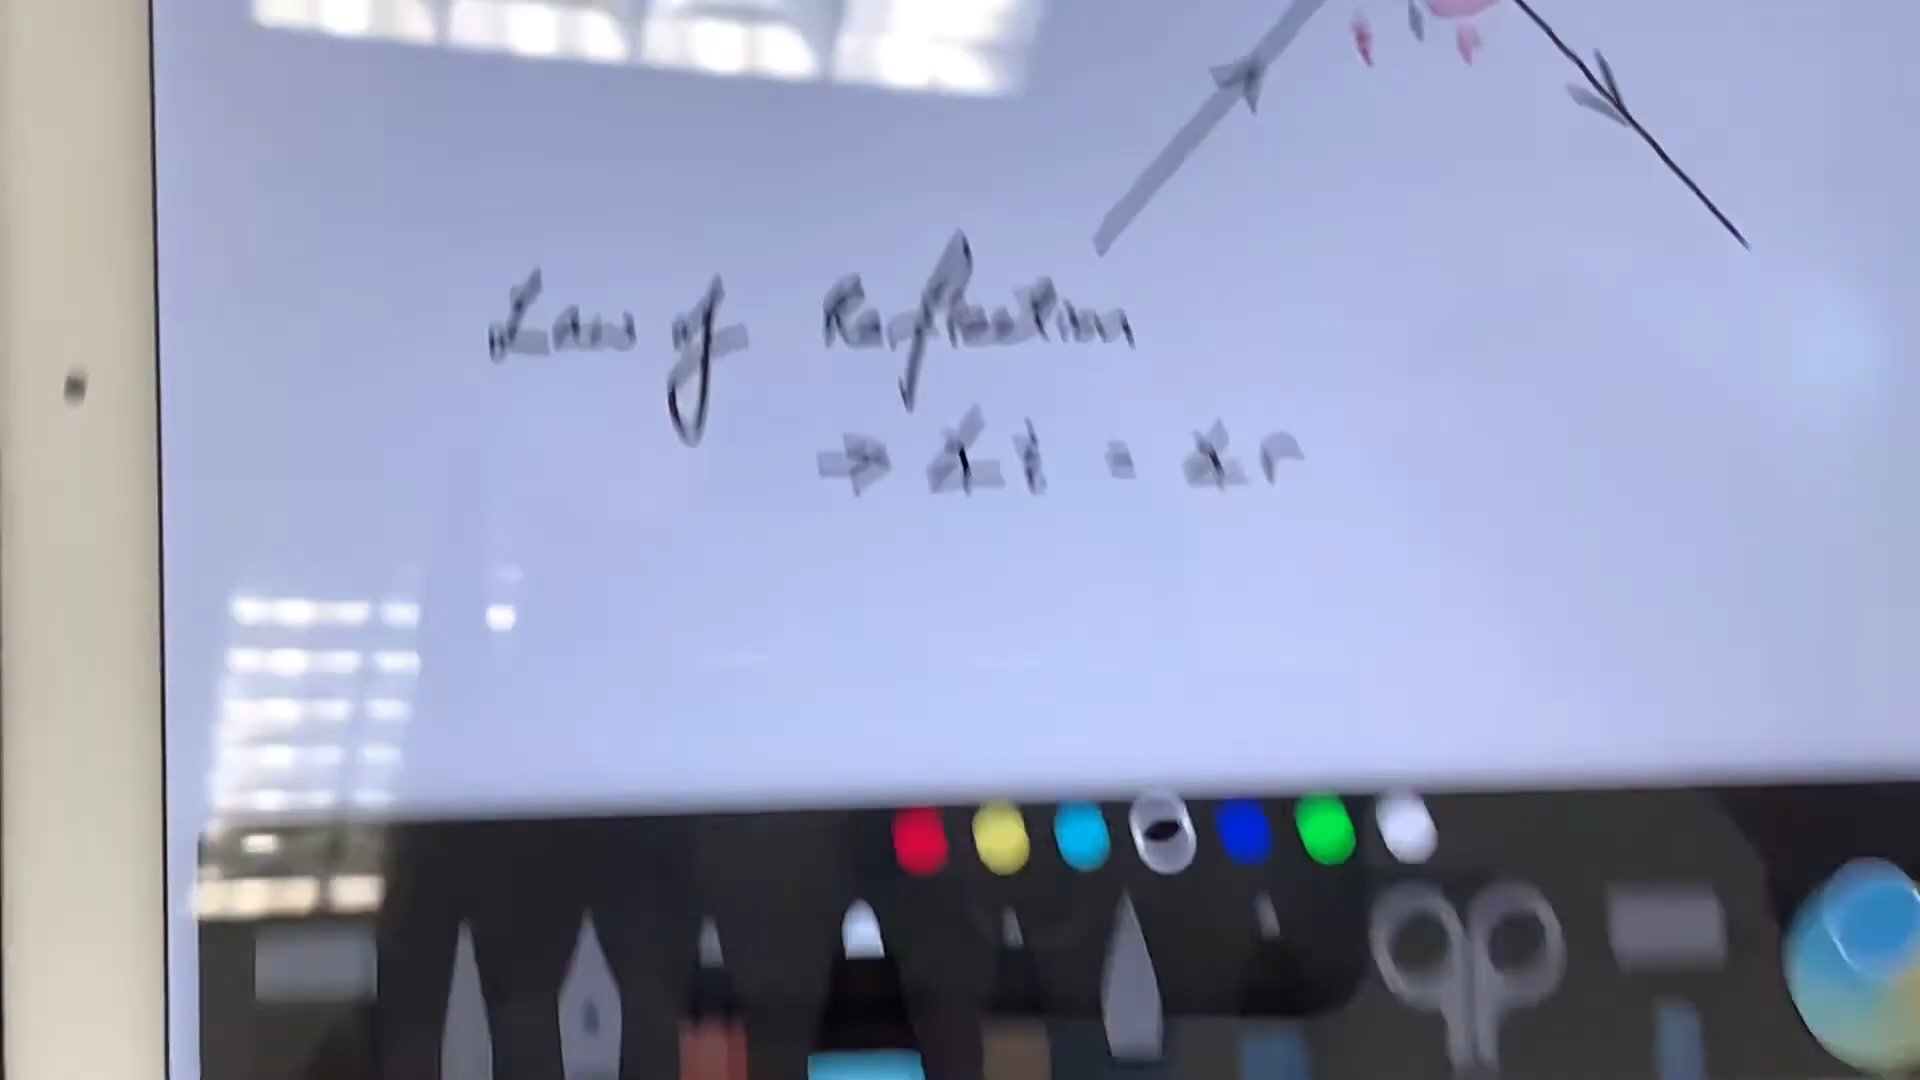 Law of Reflection
→ ∠i = ∠r